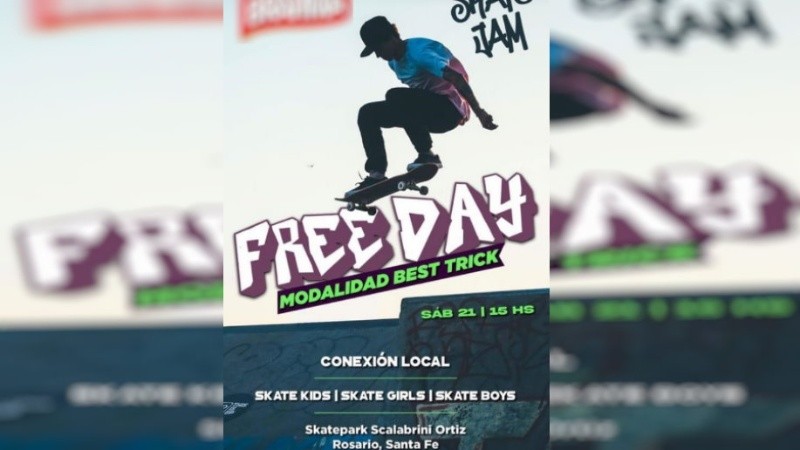 SKATE
JAM
FREE DAY
MODALIDAD BEST TRICK
SÁB 21 | 15 HS
CONEXIÓN LOCAL
SKATE KIDS | SKATE GIRLS | SKATE BOYS
Skatepark Scalabrini Ortiz
Rosario, Santa Fe